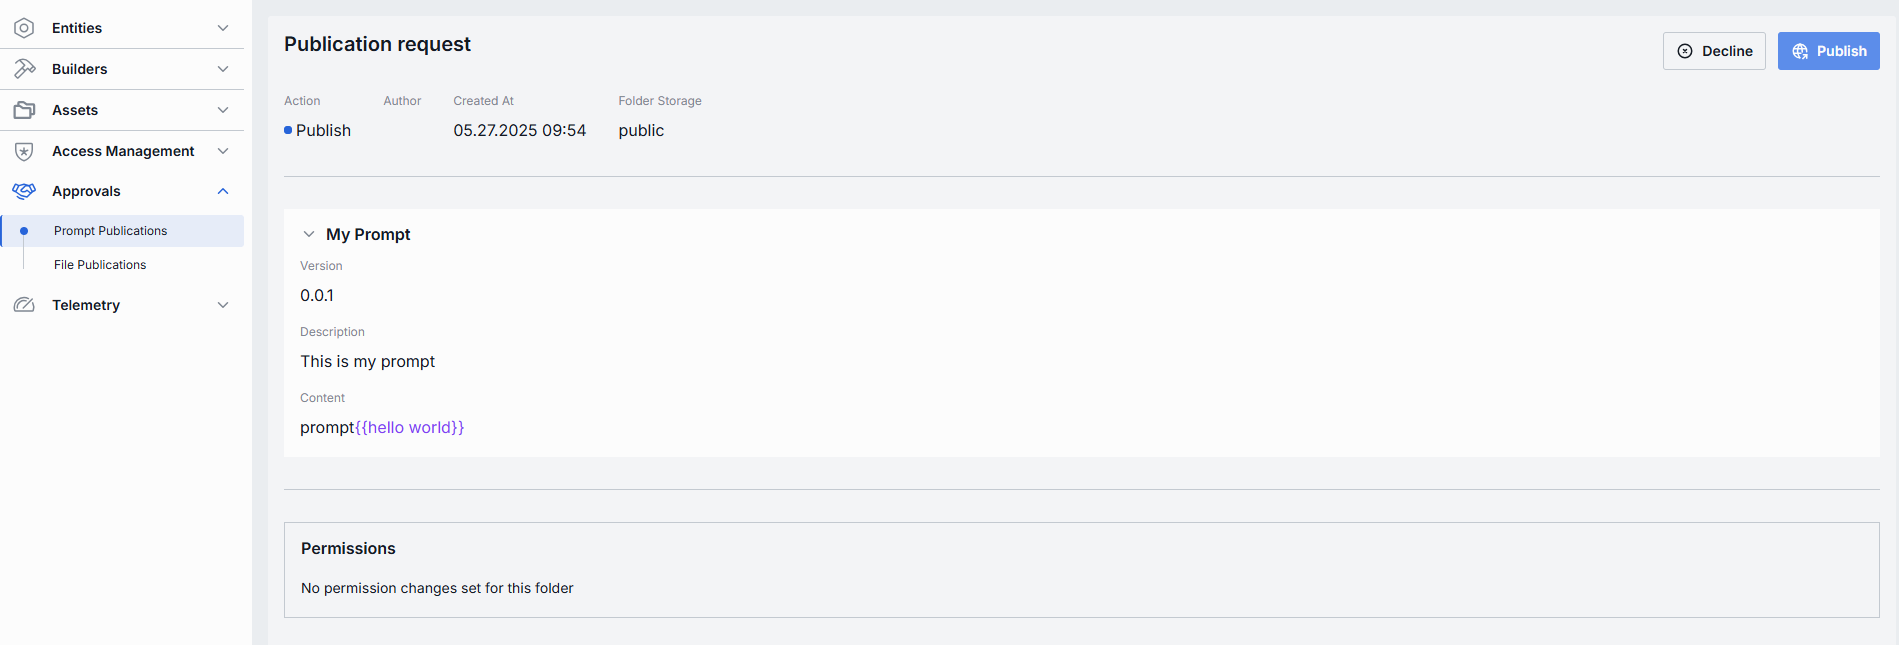 Entities
Builders
Assets
Access Management
Approvals
Prompt Publications
File Publications
Telemetry
Publication request
Decline
Publish
Action Author Created At Folder Storage
Publish 05.27.2025 09:54 public
My Prompt
Version
0.0.1
Description
This is my prompt
Content
prompt{{hello world}}
Permissions
No permission changes set for this folder